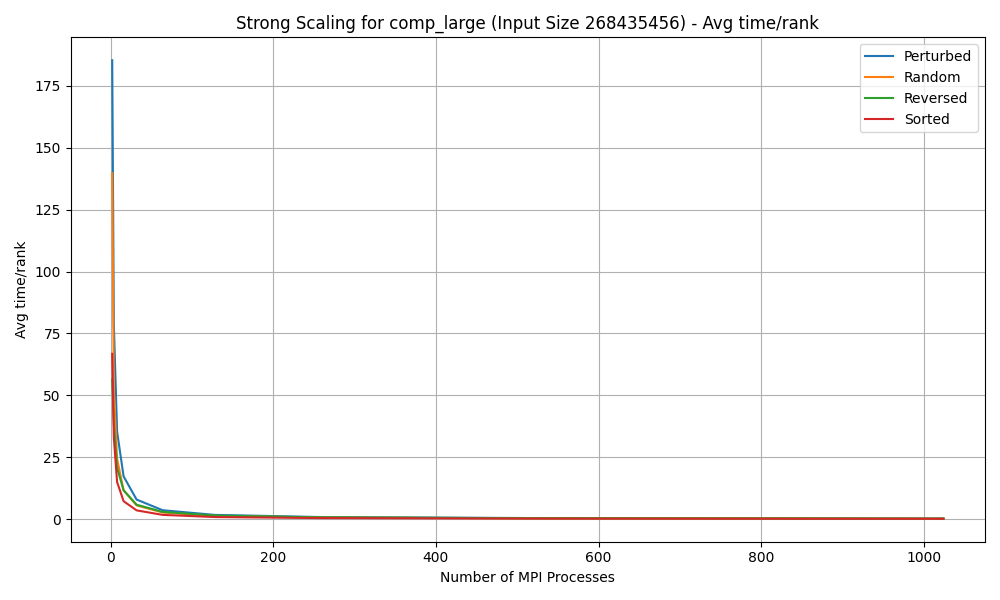 Strong Scaling for comp_large (Input Size 268435456) - Avg time/rank
Perturbed
Random
Reversed
Sorted
Avg time/rank
175
150
125
100
75
50
25
0
0 200 400 600 800 1000
Number of MPI Processes